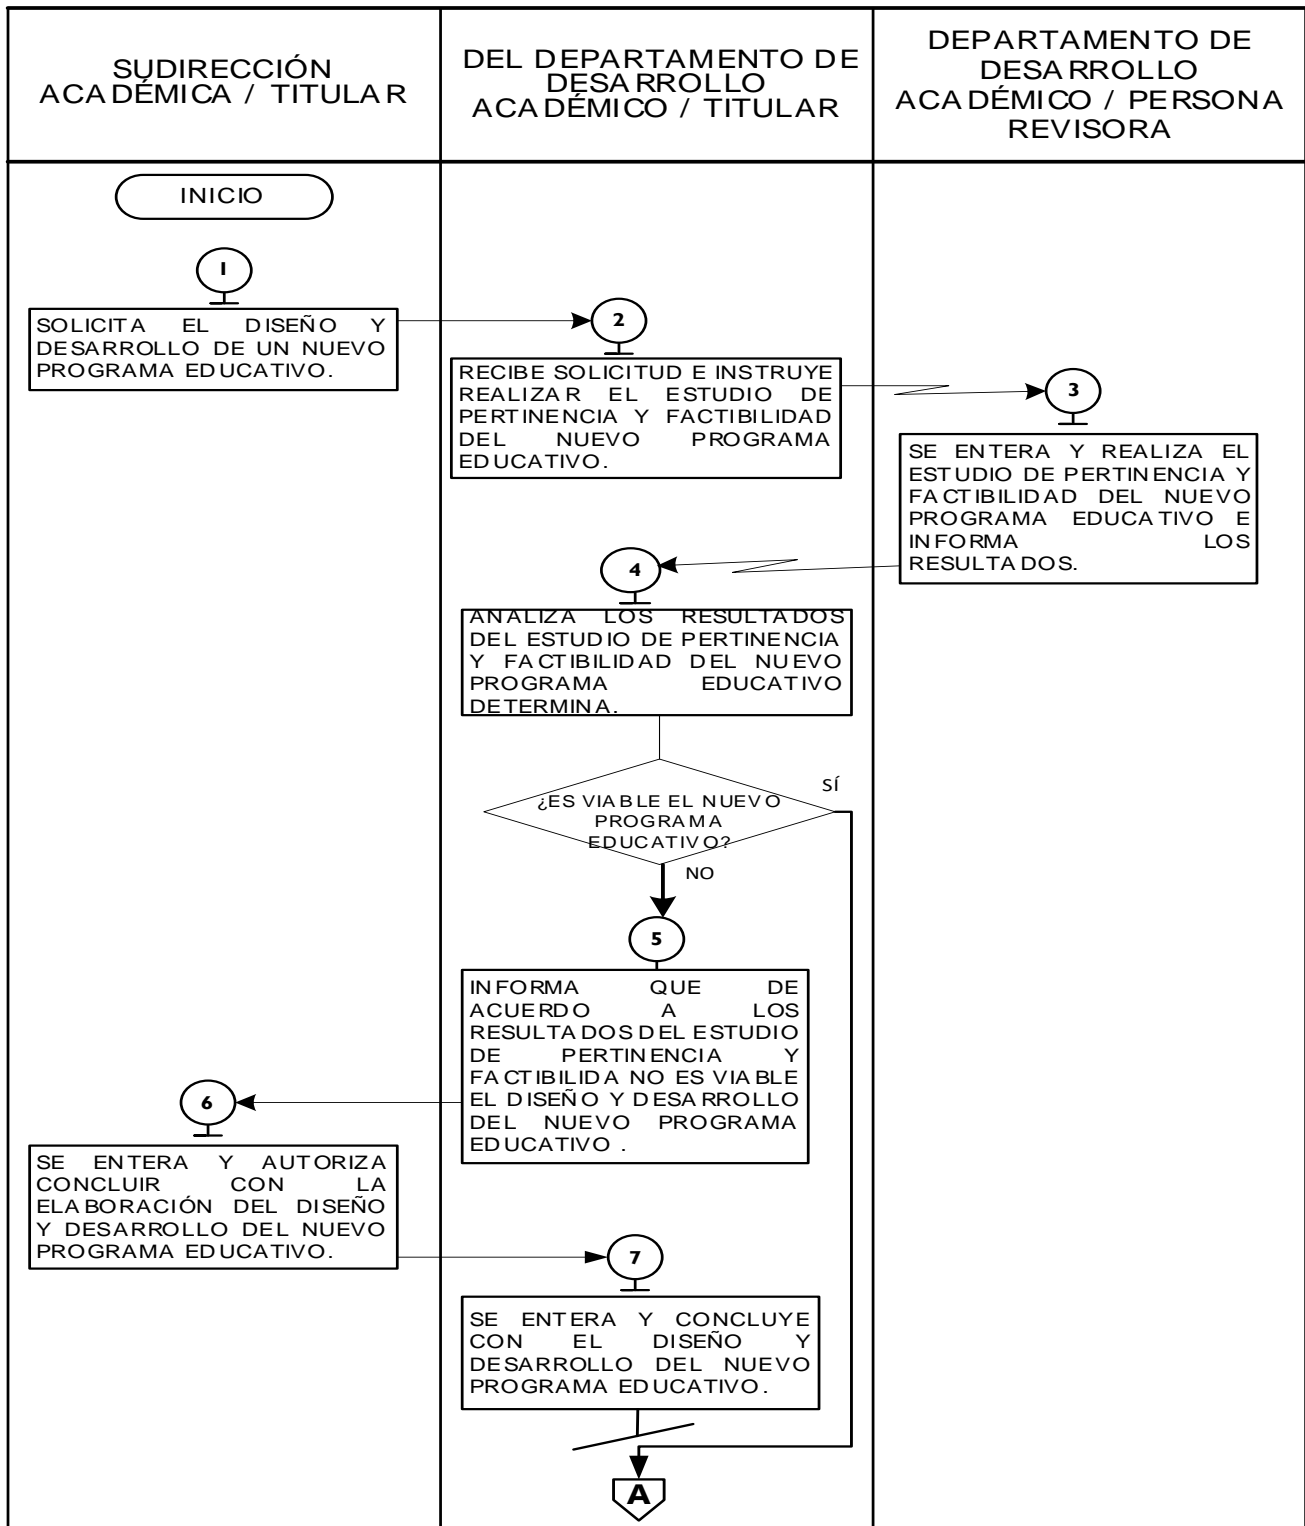 SUDIRECCIÓN
ACADÉMICA / TITULAR
DEL DEPARTAMENTO DE
DESARROLLO
ACADÉMICO / TITULAR
DEPARTAMENTO DE
DESARROLLO
ACADÉMICO / PERSONA
REVISORA
INICIO
1
SOLICITA EL DISEÑO Y
DESARROLLO DE UN NUEVO
PROGRAMA EDUCATIVO.
2
RECIBE SOLICITUD E INSTRUYE
REALIZAR EL ESTUDIO DE
PERTINENCIA Y FACTIBILIDAD
DEL NUEVO PROGRAMA
EDUCATIVO.
3
SE ENTERA Y REALIZA EL
ESTUDIO DE PERTINENCIA Y
FACTIBILIDAD DEL NUEVO
PROGRAMA EDUCATIVO E
INFORMA LOS
RESULTADOS.
4
ANALIZA LOS RESULTADOS
DEL ESTUDIO DE PERTINENCIA
Y FACTIBILIDAD DEL NUEVO
PROGRAMA EDUCATIVO
DETERMINA.
¿ES VIABLE EL NUEVO
PROGRAMA
EDUCATIVO?
SÍ
NO
5
INFORMA QUE DE
ACUERDO A LOS
RESULTADOS DEL ESTUDIO
DE PERTINENCIA Y
FACTIBILIDA NO ES VIABLE
EL DISEÑO Y DESARROLLO
DEL NUEVO PROGRAMA
EDUCATIVO .
6
SE ENTERA Y AUTORIZA
CONCLUIR CON LA
ELABORACIÓN DEL DISEÑO
Y DESARROLLO DEL NUEVO
PROGRAMA EDUCATIVO.
7
SE ENTERA Y CONCLUYE
CON EL DISEÑO Y
DESARROLLO DEL NUEVO
PROGRAMA EDUCATIVO.
A